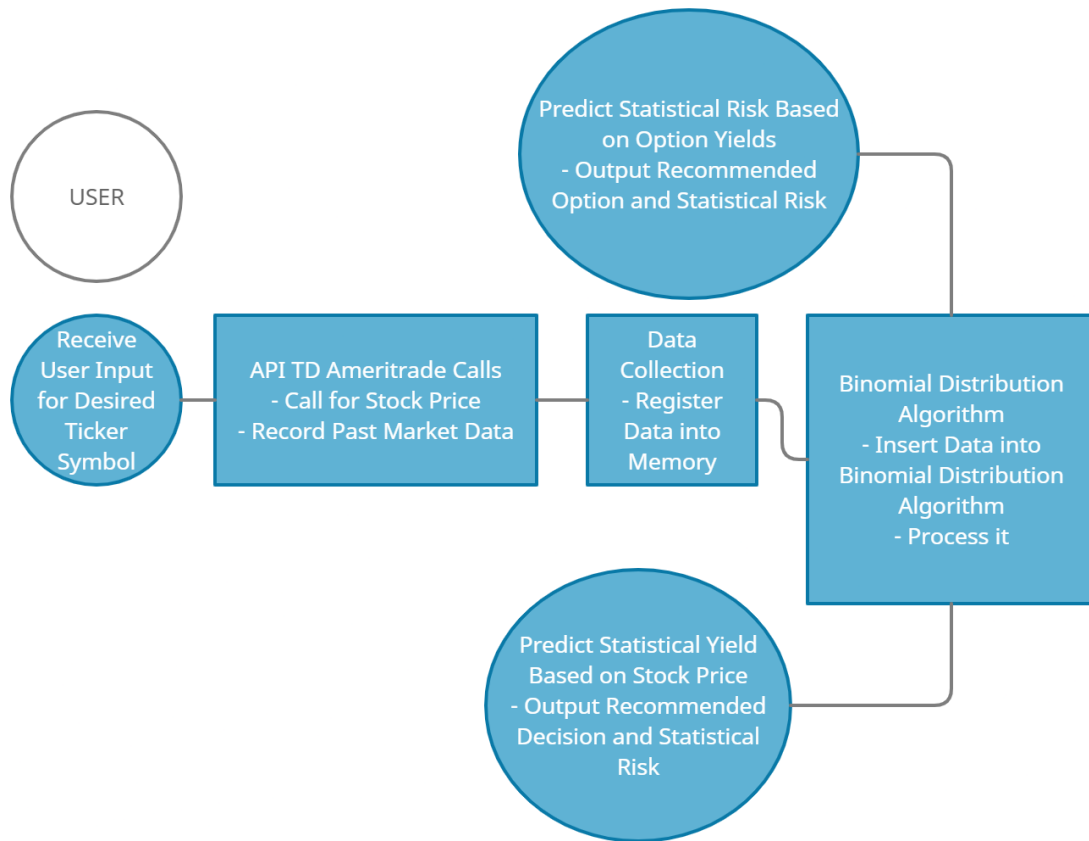 USER
Receive
User Input
for Desired
Ticker
Symbol
API TD Ameritrade Calls
- Call for Stock Price
- Record Past Market Data
Data
Collection
- Register
Data into
Memory
Binomial Distribution
Algorithm
- Insert Data into
Binomial Distribution
Algorithm
- Process it
Predict Statistical Risk Based
on Option Yields
- Output Recommended
Option and Statistical Risk
Predict Statistical Yield
Based on Stock Price
- Output Recommended
Decision and Statistical
Risk